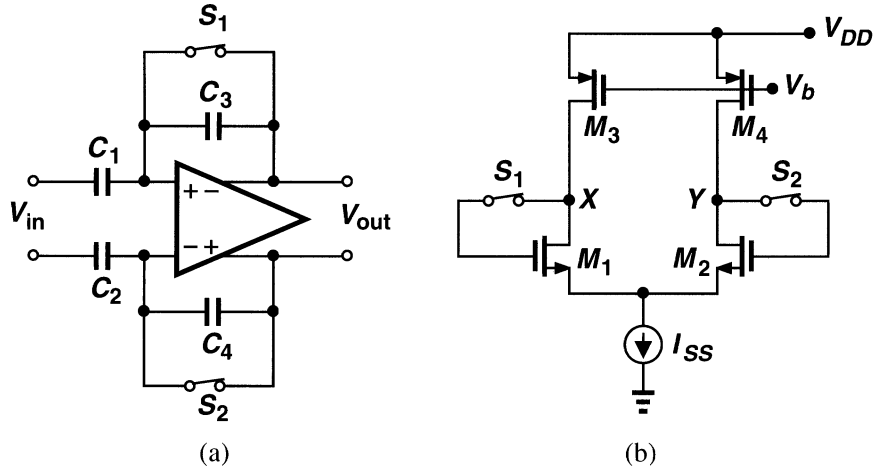 S1
C3
C1
+ −
Vin
Vout
− +
C2
C4
S2
(a)
VDD
Vb
M3
M4
S1
X
Y
S2
M1
M2
ISS
(b)